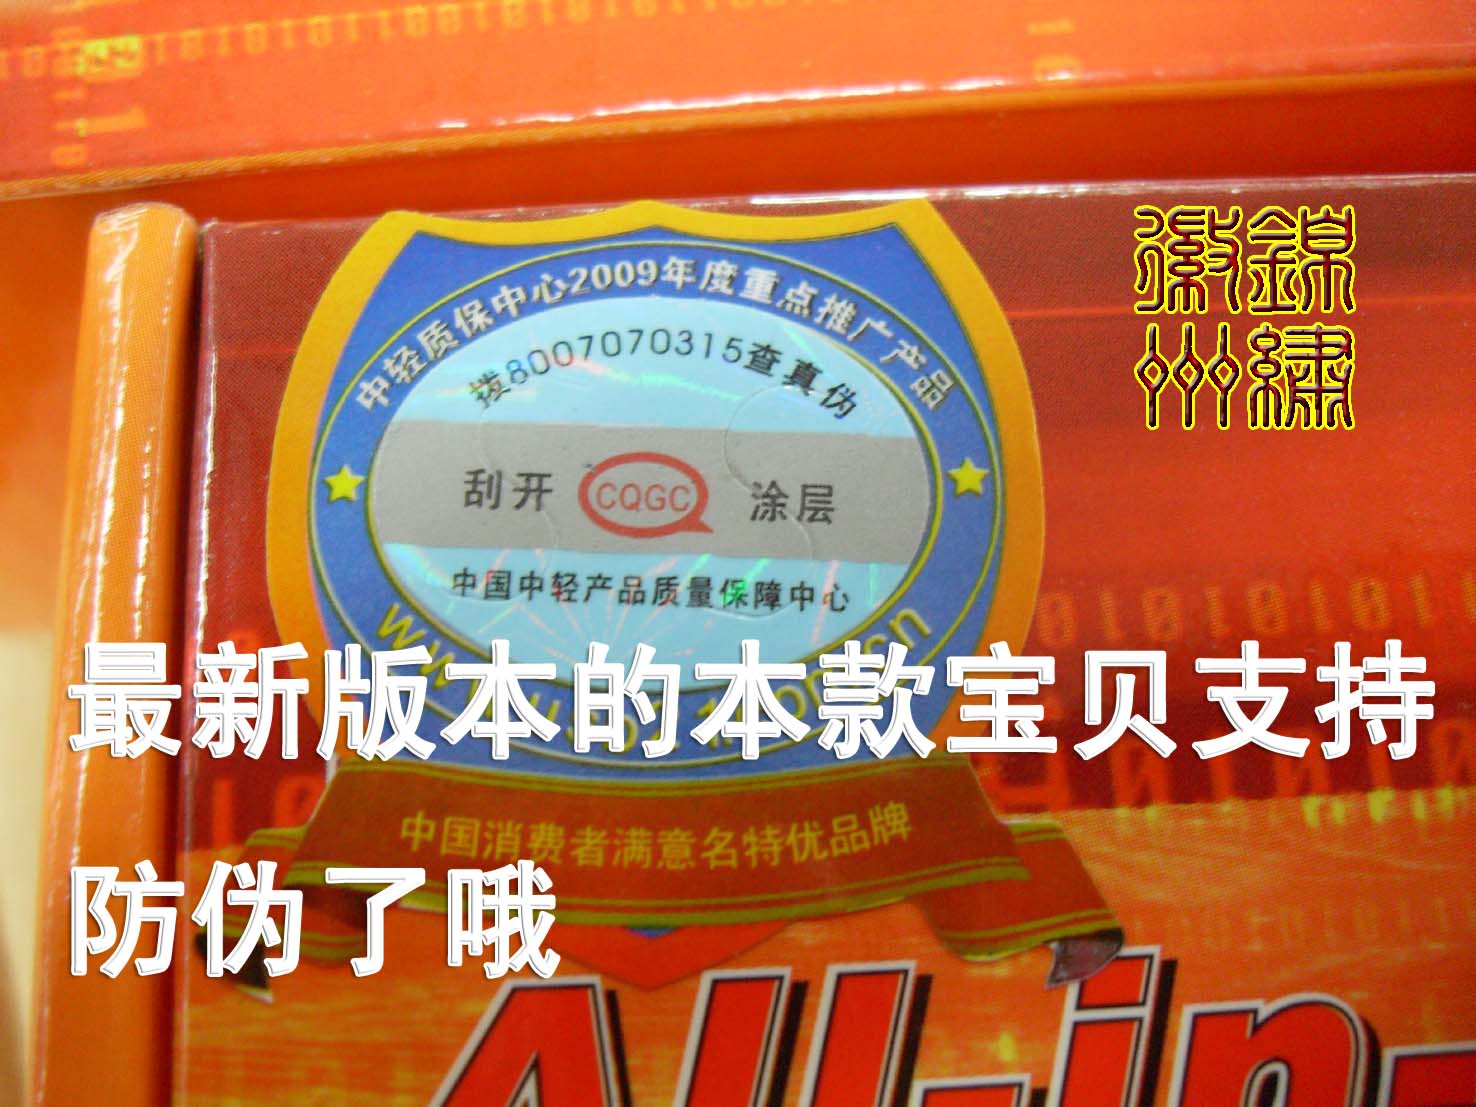 中轻质保中心2009年度重点推广产品
拨8007070315查真伪
刮开 CQGC 涂层
中国中轻产品质量保障中心
锦绣
徽州
最新版本的本款宝贝支持
防伪了哦
中国消费者满意名特优品牌
All-in-